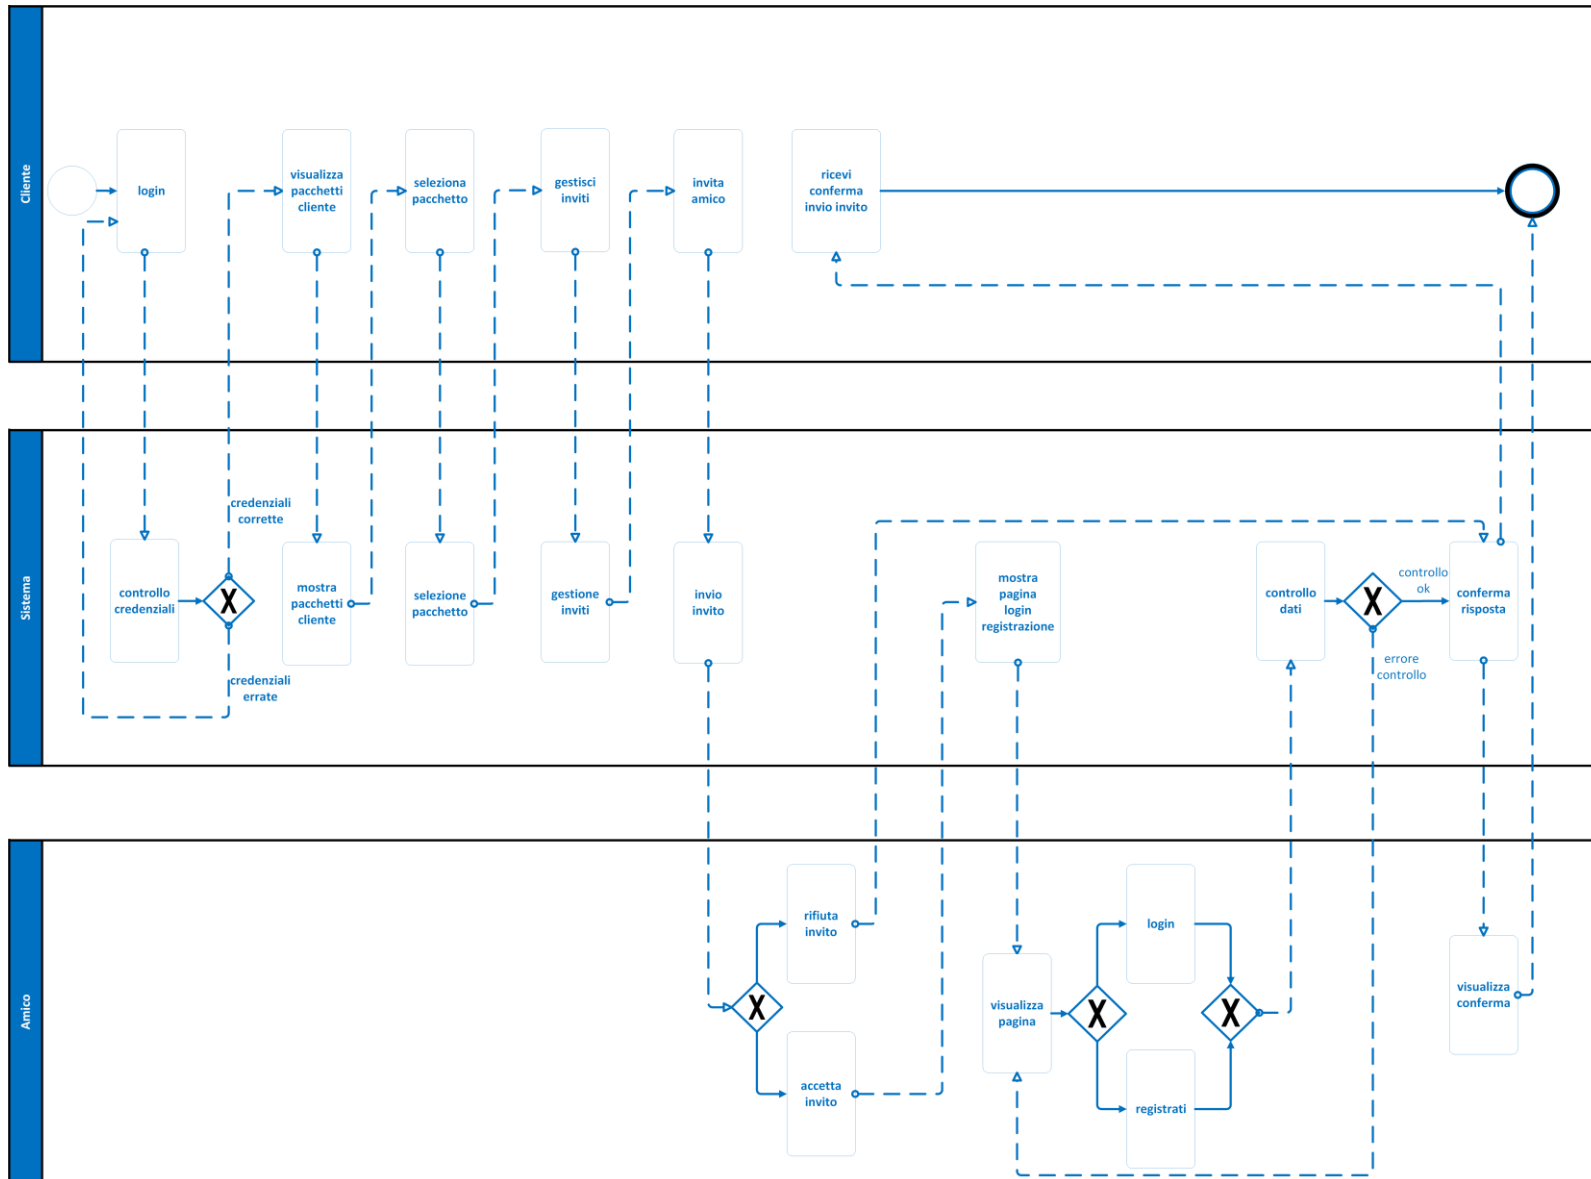 Cliente
login
visualizza
pacchetti
cliente
seleziona
pacchetto
gestisci
inviti
invita
amico
ricevi
conferma
invio invito
Sistema
controllo
credenziali
credenziali
corrette
credenziali
errate
mostra
pacchetti
cliente
selezione
pacchetto
gestione
inviti
invio
invito
mostra
pagina
login
registrazione
controllo
dati
X
X
controllo
ok
errore
controllo
conferma
risposta
Amico
X
rifiuta
invito
accetta
invito
visualizza
pagina
X
login
registrati
X
visualizza
conferma